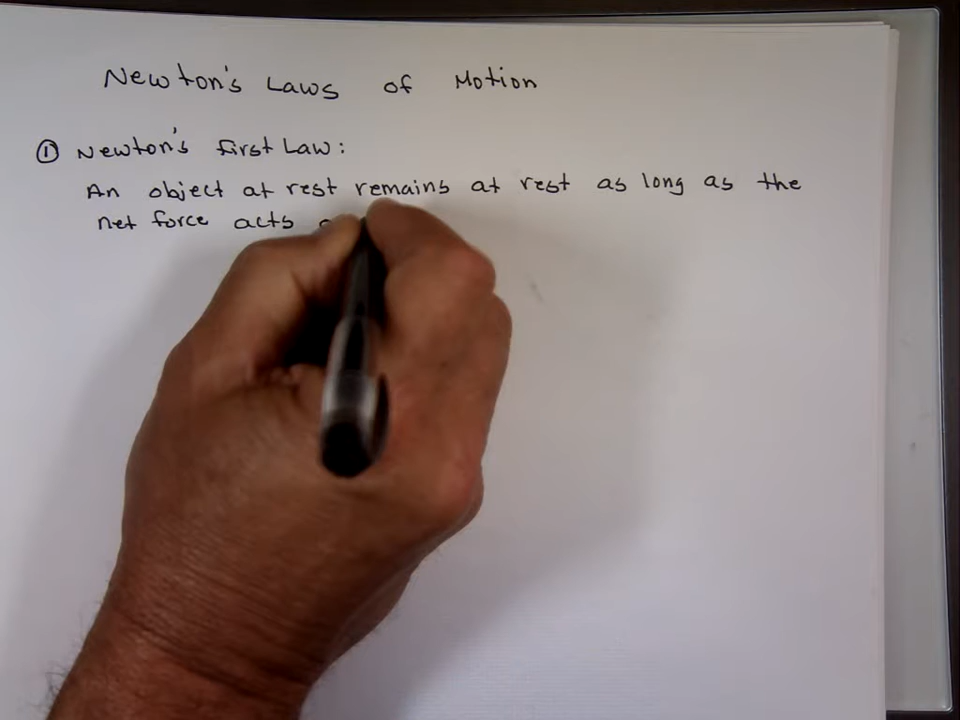 Newton's Laws of Motion
① Newton's First Law:
An object at rest remains at rest as long as the
net force acts